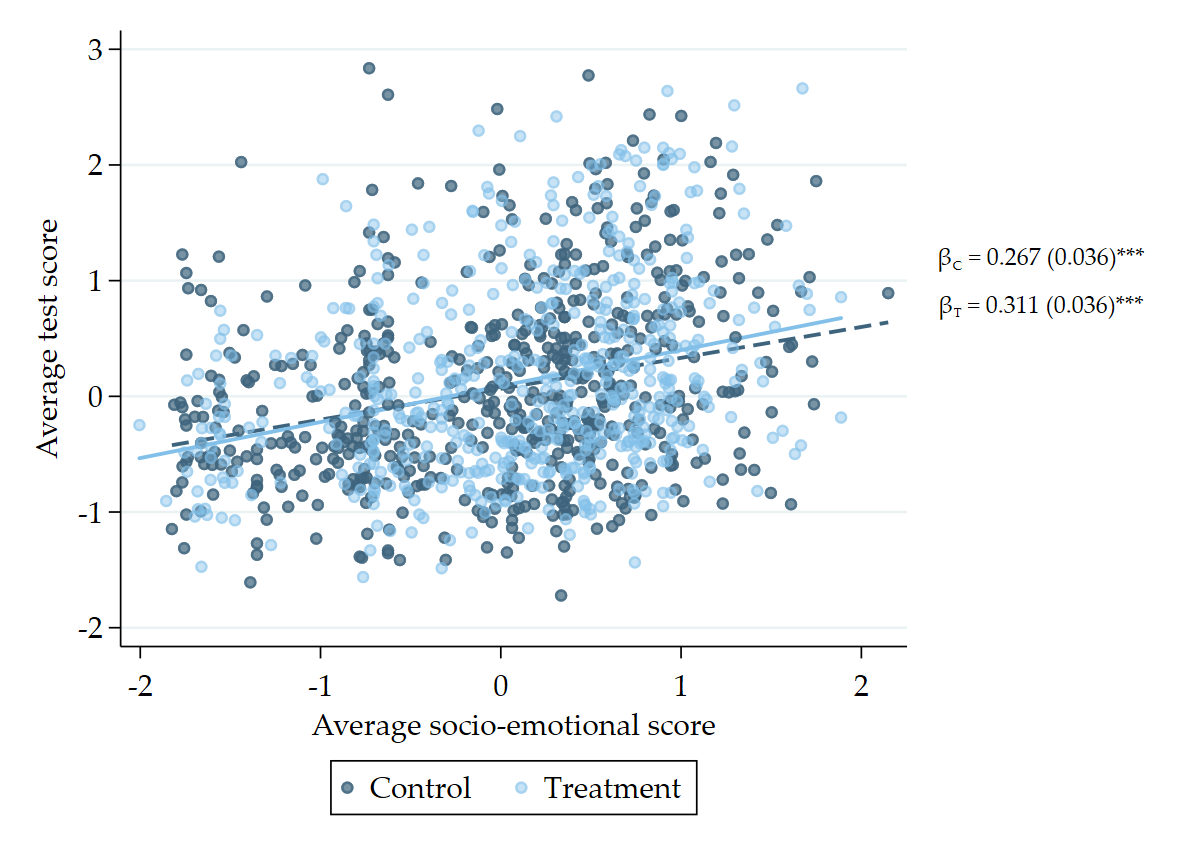 3
2
1
0
-1
-2
Average test score
-2 -1 0 1 2
Average socio-emotional score
Control Treatment
βC = 0.267 (0.036)***
βT = 0.311 (0.036)***